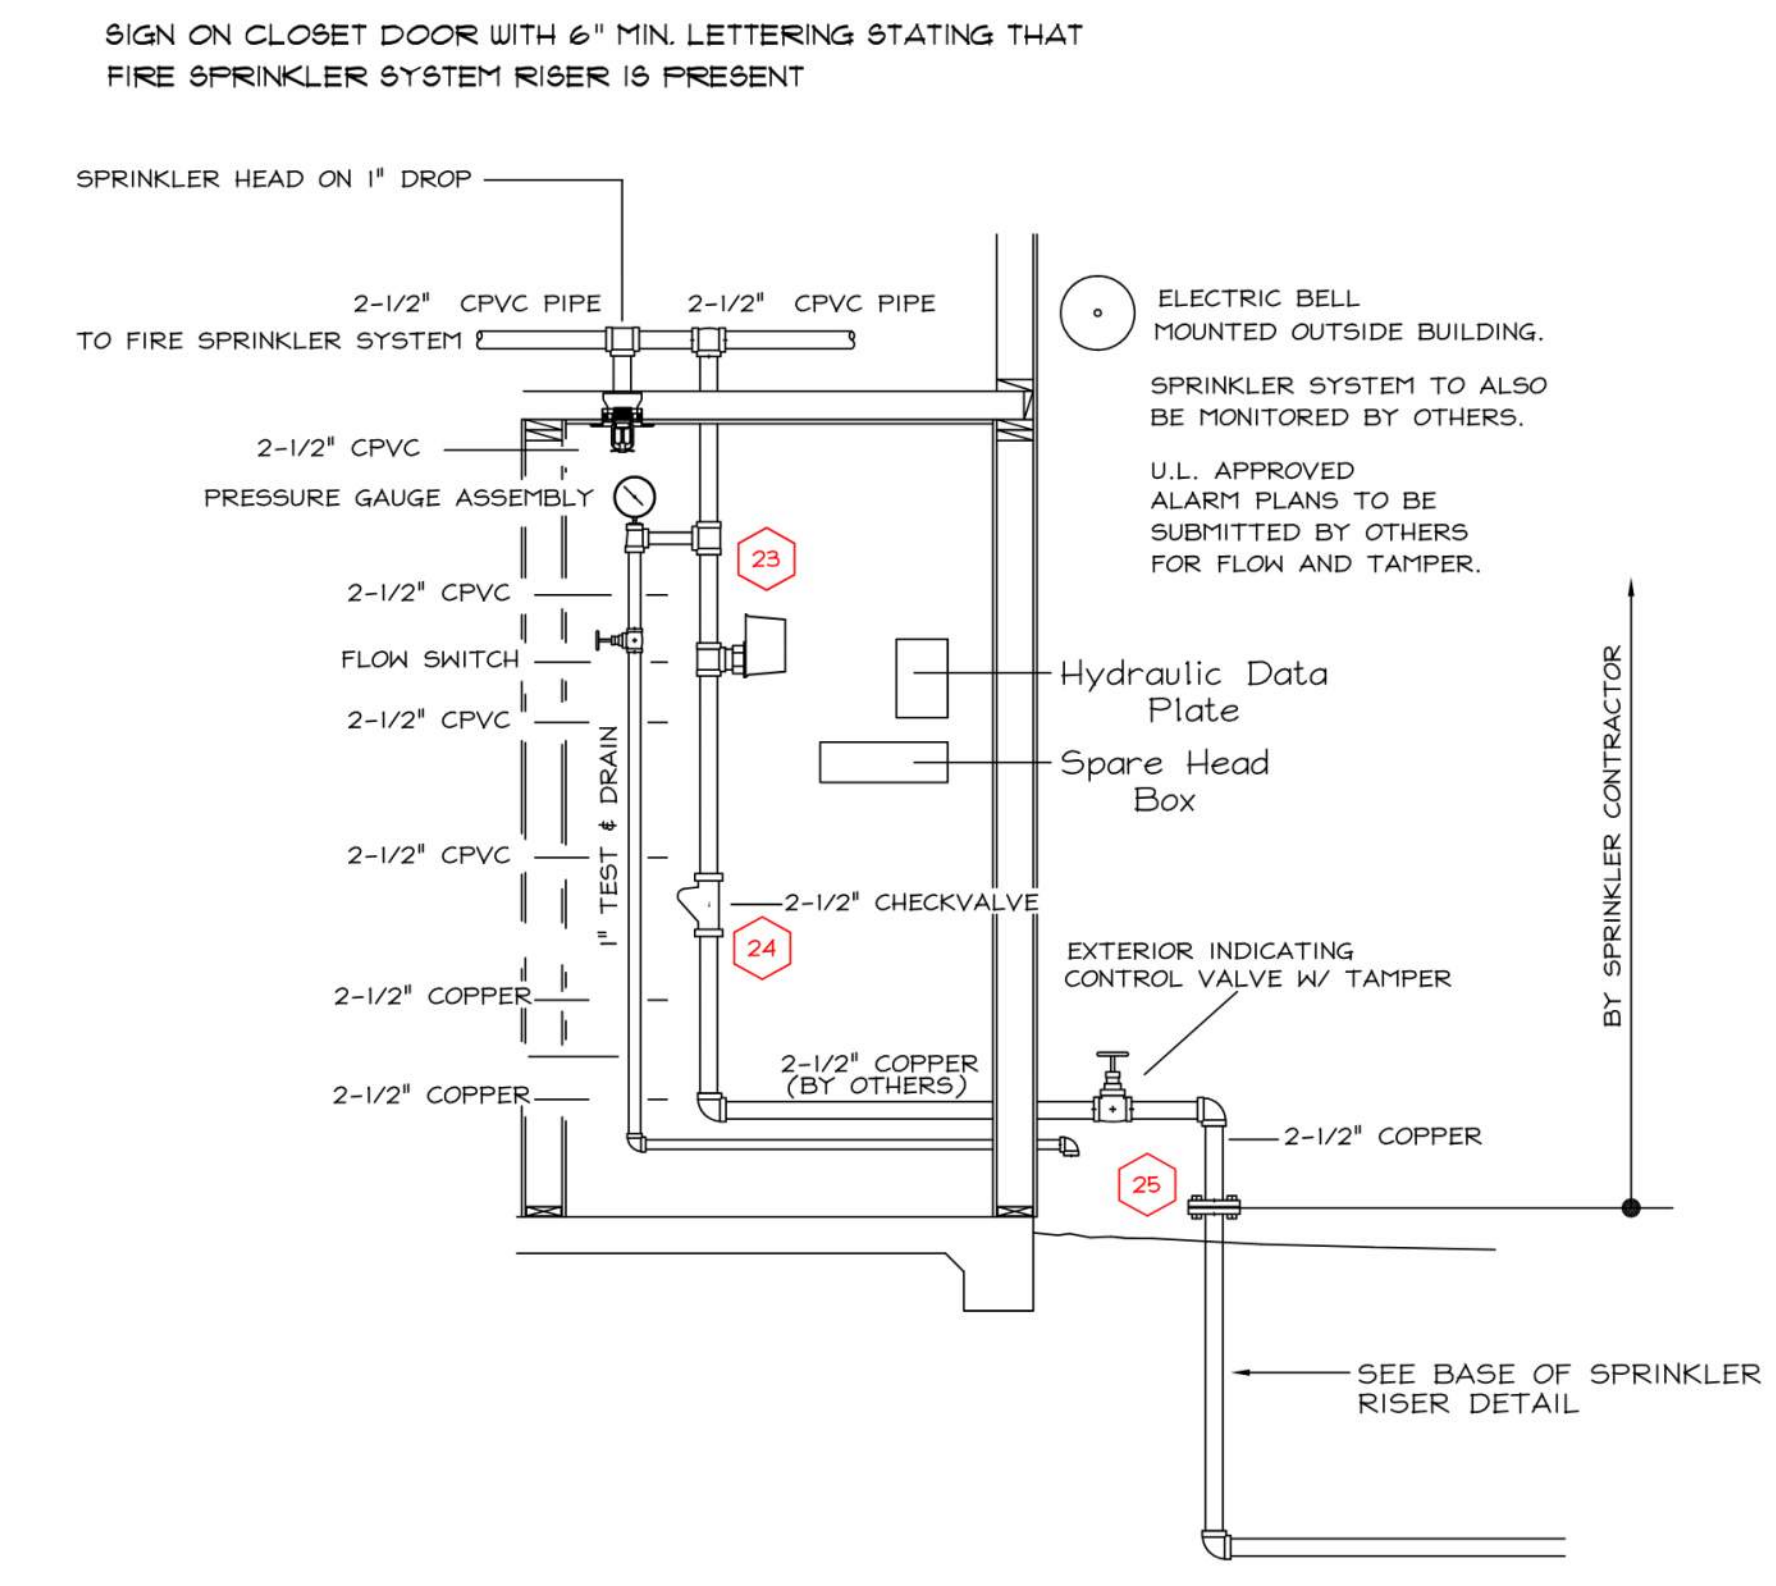 SIGN ON CLOSET DOOR WITH 6" MIN. LETTERING STATING THAT
FIRE SPRINKLER SYSTEM RISER IS PRESENT
SPRINKLER HEAD ON 1" DROP
2-1/2" CPVC PIPE
2-1/2" CPVC PIPE
TO FIRE SPRINKLER SYSTEM
ELECTRIC BELL
MOUNTED OUTSIDE BUILDING.
SPRINKLER SYSTEM TO ALSO
BE MONITORED BY OTHERS.
U.L. APPROVED
ALARM PLANS TO BE
SUBMITTED BY OTHERS
FOR FLOW AND TAMPER.
2-1/2" CPVC
PRESSURE GAUGE ASSEMBLY
23
2-1/2" CPVC
FLOW SWITCH
2-1/2" CPVC
1" TEST & DRAIN
Hydraulic Data
Plate
Spare Head
Box
BY SPRINKLER CONTRACTOR
2-1/2" CPVC
2-1/2" CHECKVALVE
24
EXTERIOR INDICATING
CONTROL VALVE W/ TAMPER
2-1/2" COPPER
2-1/2" COPPER
(BY OTHERS)
2-1/2" COPPER
2-1/2" COPPER
25
SEE BASE OF SPRINKLER
RISER DETAIL